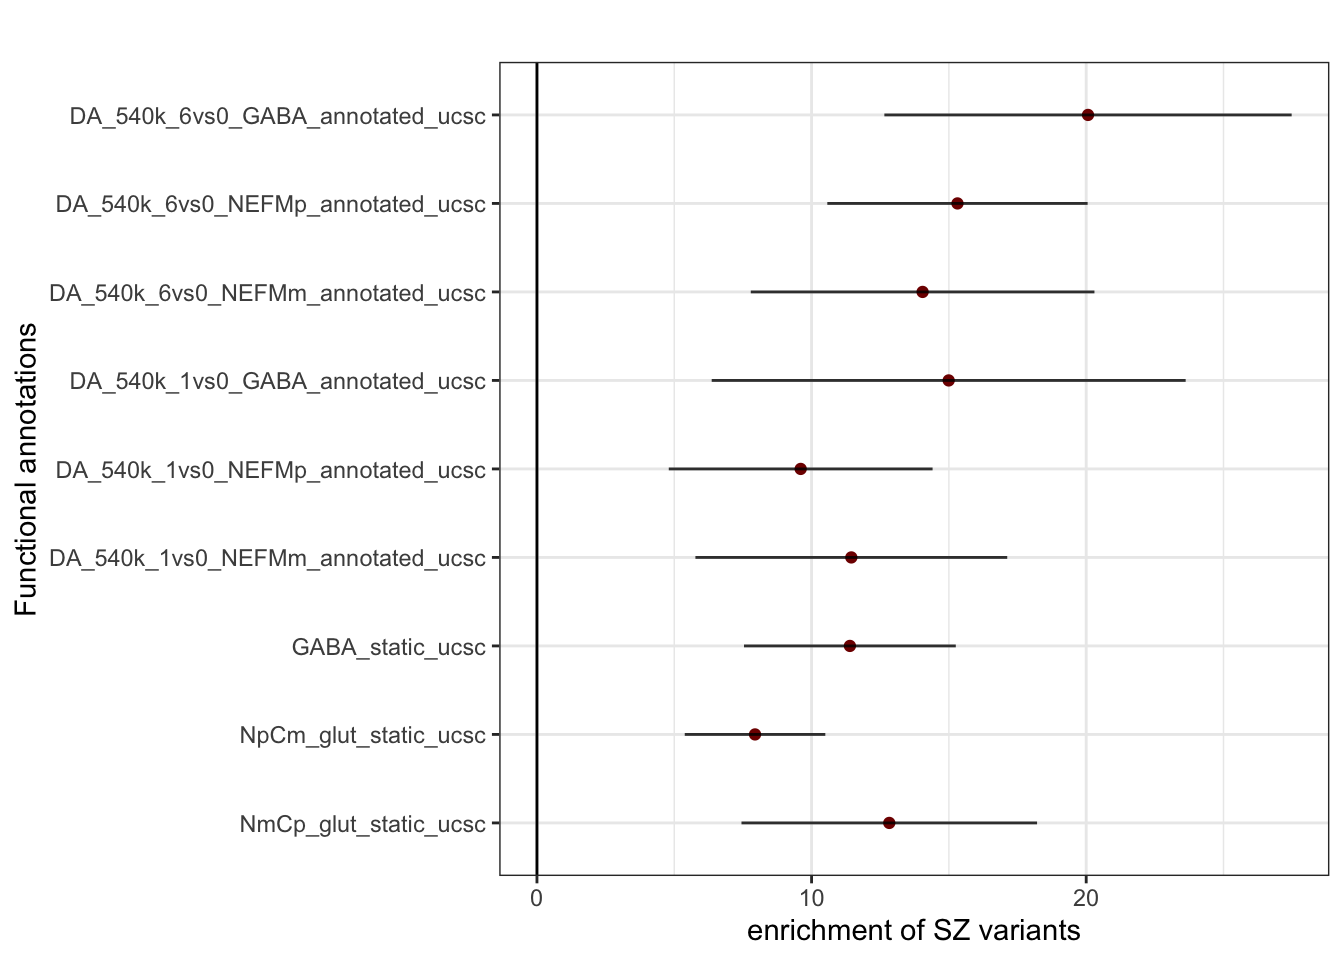 Functional annotations
DA_540k_6vs0_GABA_annotated_ucsc
DA_540k_6vs0_NEFMp_annotated_ucsc
DA_540k_6vs0_NEFMm_annotated_ucsc
DA_540k_1vs0_GABA_annotated_ucsc
DA_540k_1vs0_NEFMp_annotated_ucsc
DA_540k_1vs0_NEFMm_annotated_ucsc
GABA_static_ucsc
NpCm_glut_static_ucsc
NmCp_glut_static_ucsc
0 10 20
enrichment of SZ variants